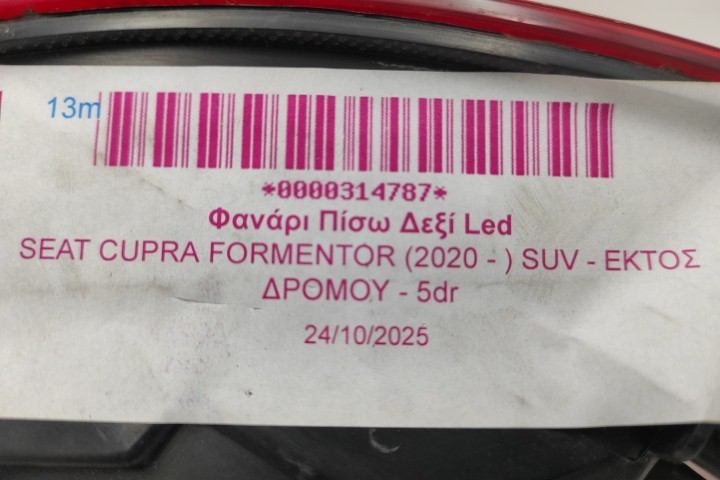 13m
*0000314787*
Φανάρι Πίσω Δεξί Led
SEAT CUPRA FORMENTOR (2020 - ) SUV - ΕΚΤΟΣ
ΔΡΟΜΟΥ - 5dr
24/10/2025